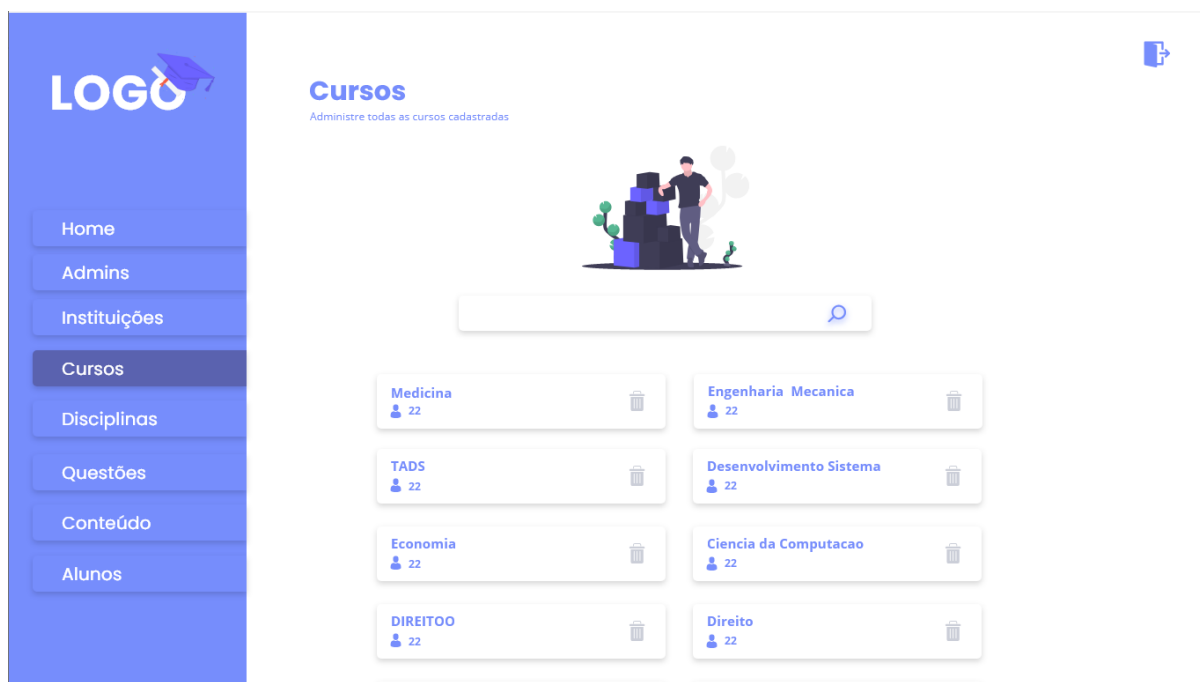 LOGO
Home
Admins
Instituições
Cursos
Disciplinas
Questões
Conteúdo
Alunos
Cursos
Administre todas as cursos cadastradas
Medicina
22
Engenharia  Mecanica
22
TADS
22
Desenvolvimento Sistema
22
Economia
22
Ciencia da Computacao
22
DIREITOO
22
Direito
22